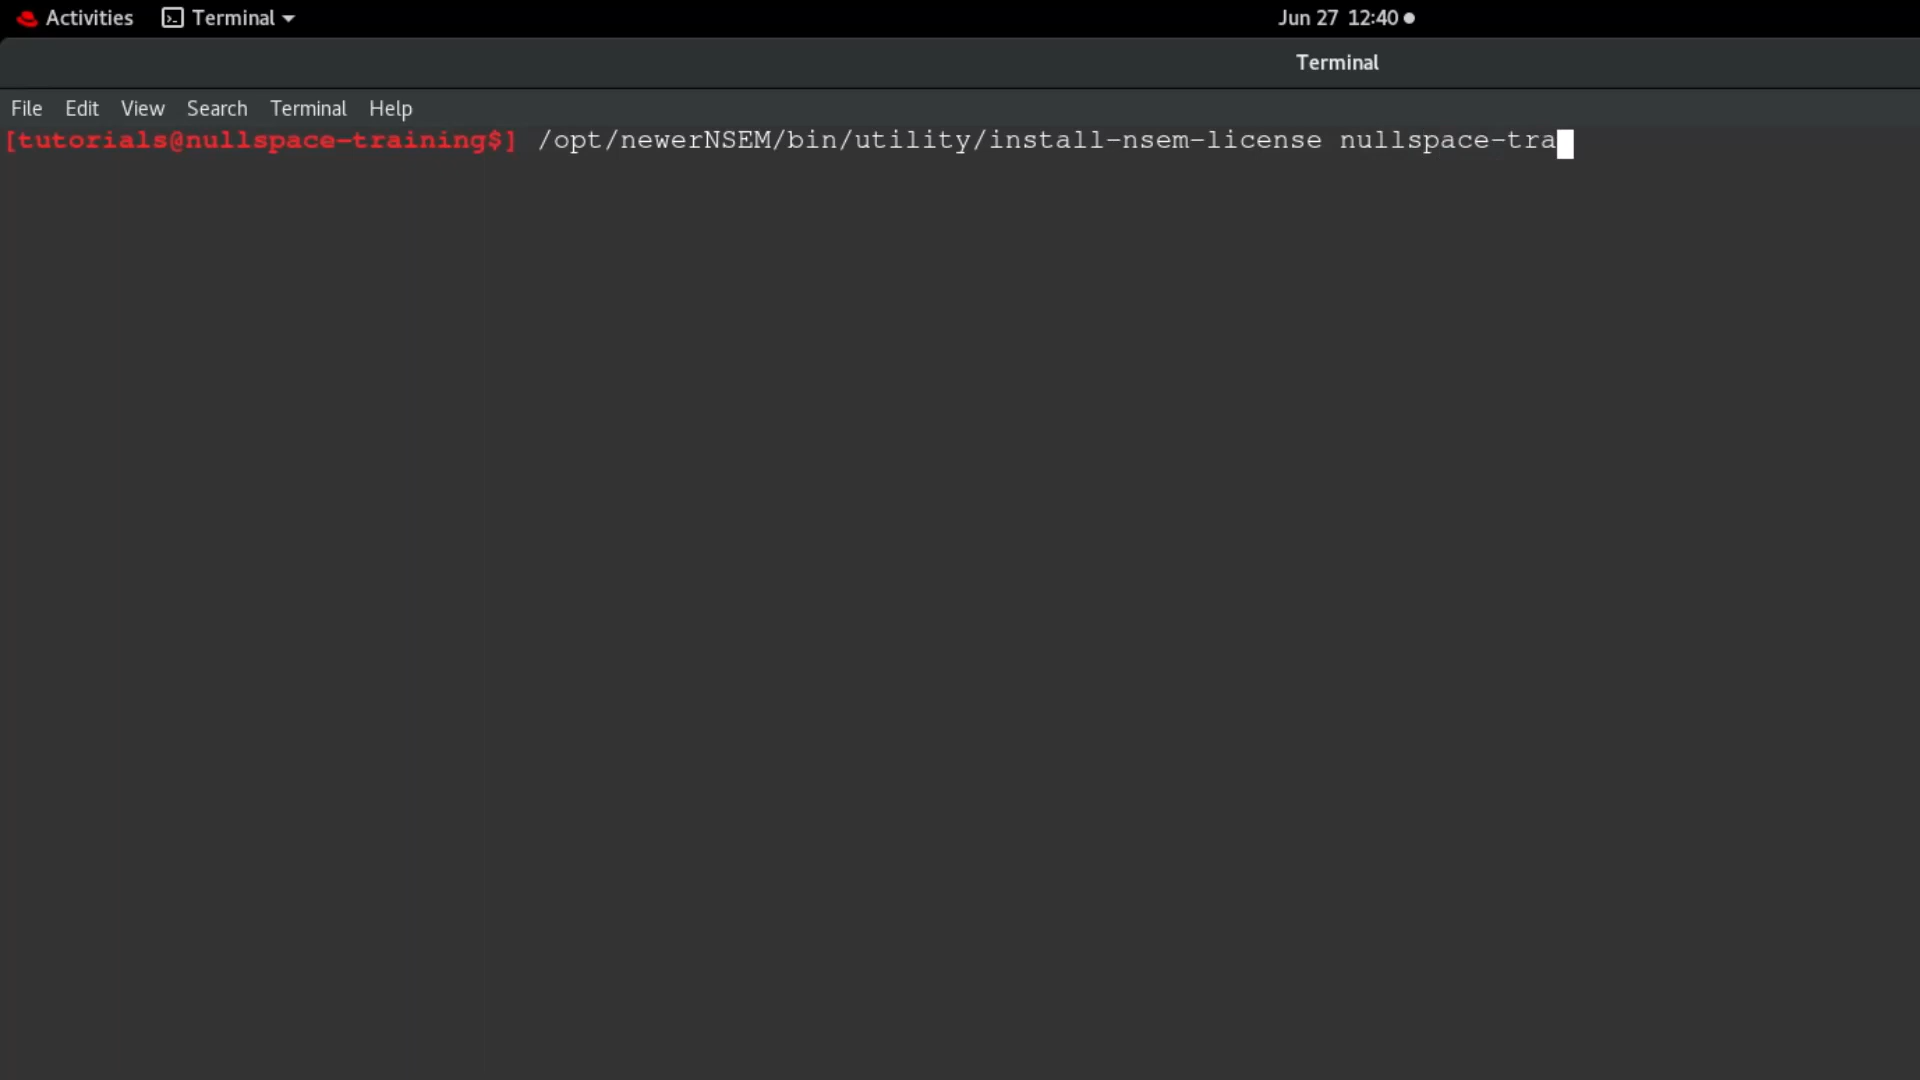 Activities Terminal Jun 27 12:40
Terminal
File Edit View Search Terminal Help
[tutorials@nullspace-training$] /opt/newerNSEM/bin/utility/install-nsem-license nullspace-tra